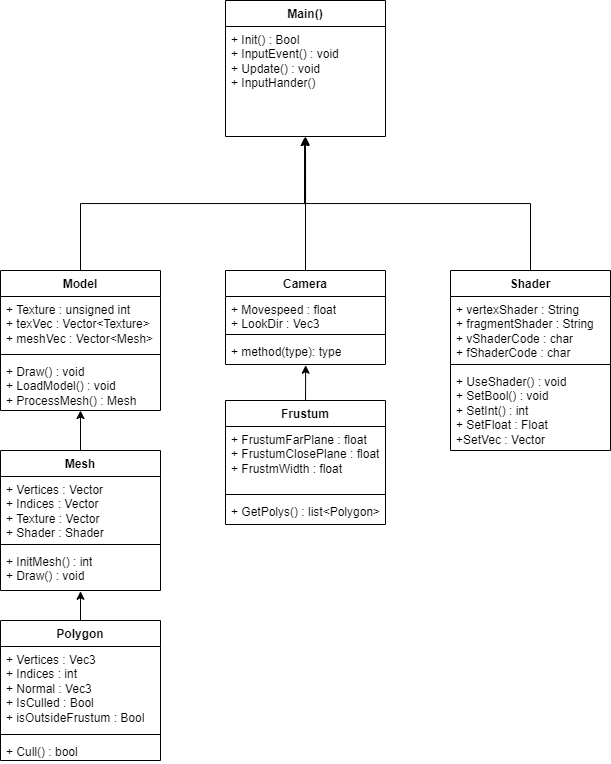 Main()
+ Init() : Bool
+ InputEvent() : void
+ Update() : void
+ InputHander()
Model
+ Texture : unsigned int
+ texVec : Vector<Texture>
+ meshVec : Vector<Mesh>
+ Draw() : void
+ LoadModel() : void
+ ProcessMesh() : Mesh
Camera
+ Movespeed : float
+ LookDir : Vec3
+ method(type): type
Shader
+ vertexShader : String
+ fragmentShader : String
+ vShaderCode : char
+ fShaderCode : char
+ UseShader() : void
+ SetBool() : void
+ SetInt() : int
+ SetFloat : Float
+SetVec : Vector
Mesh
+ Vertices : Vector
+ Indices : Vector
+ Texture : Vector
+ Shader : Shader
+ InitMesh() : int
+ Draw() : void
Frustum
+ FrustumFarPlane : float
+ FrustumClosePlane : float
+ FrustmWidth : float
+ GetPolys() : list<Polygon>
Polygon
+ Vertices : Vec3
+ Indices : int
+ Normal : Vec3
+ IsCulled : Bool
+ isOutsideFrustum : Bool
+ Cull() : bool